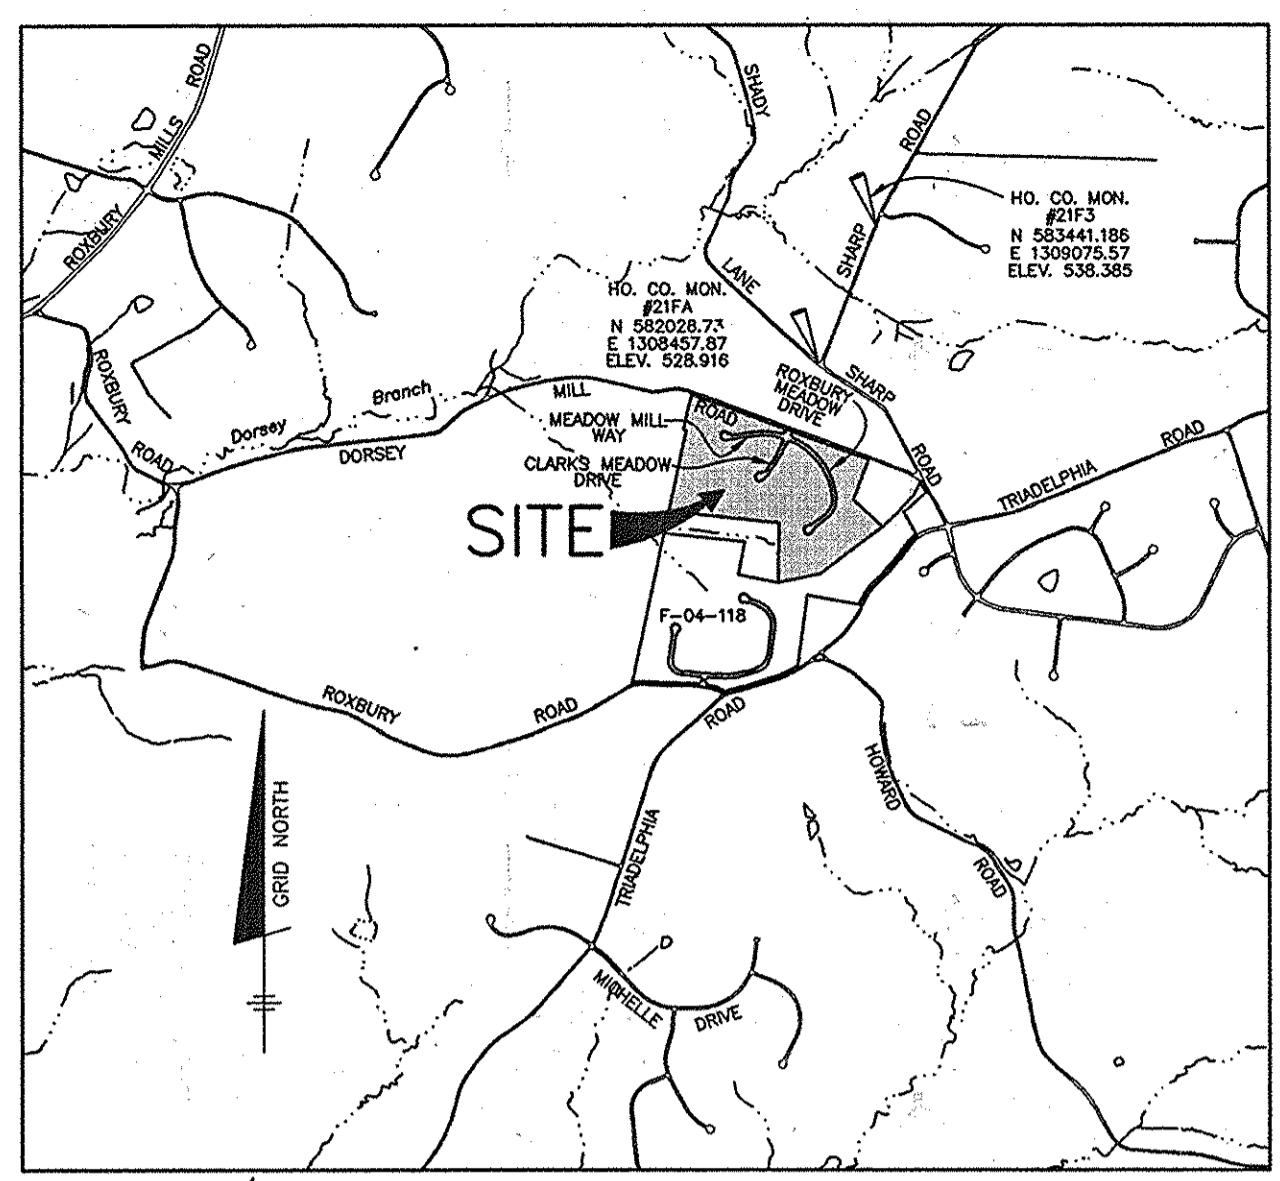 ROXBURY MILLS ROAD
SHADY LANE
SHARP ROAD
HO. CO. MON.
#21F3
N 583441.186
E 1309075.57
ELEV. 538.385
HO. CO. MON.
#21FA
N 582028.73
E 1308457.87
ELEV. 528.916
SHARP ROAD
ROXBURY
MEADOW
DRIVE
ROXBURY ROAD
Dorsey Branch
DORSEY MILL ROAD
MEADOW MILL
WAY
CLARKS MEADOW
DRIVE
SITE
TRIADELPHIA ROAD
F-04-118
ROXBURY ROAD
ROAD
TRIADELPHIA
HOWARD ROAD
GRID NORTH
MICHELLE DRIVE